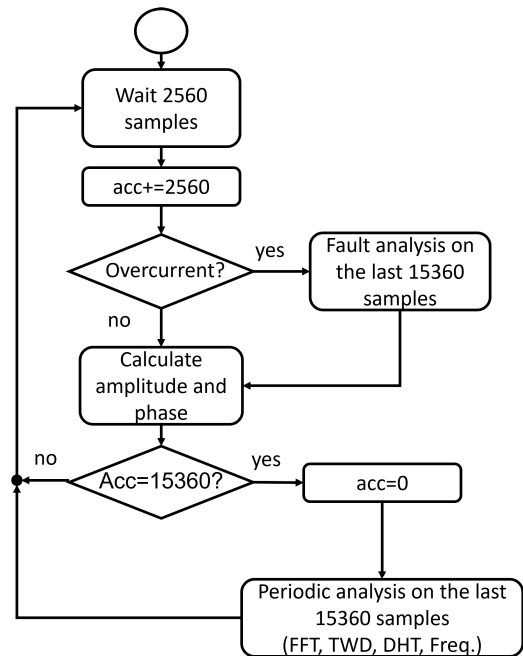 Wait 2560
samples
acc+=2560
Overcurrent?
yes
Fault analysis on
the last 15360
samples
no
Calculate
amplitude and
phase
no
Acc=15360?
yes
acc=0
Periodic analysis on the last
15360 samples
(FFT, TWD, DHT, Freq.)